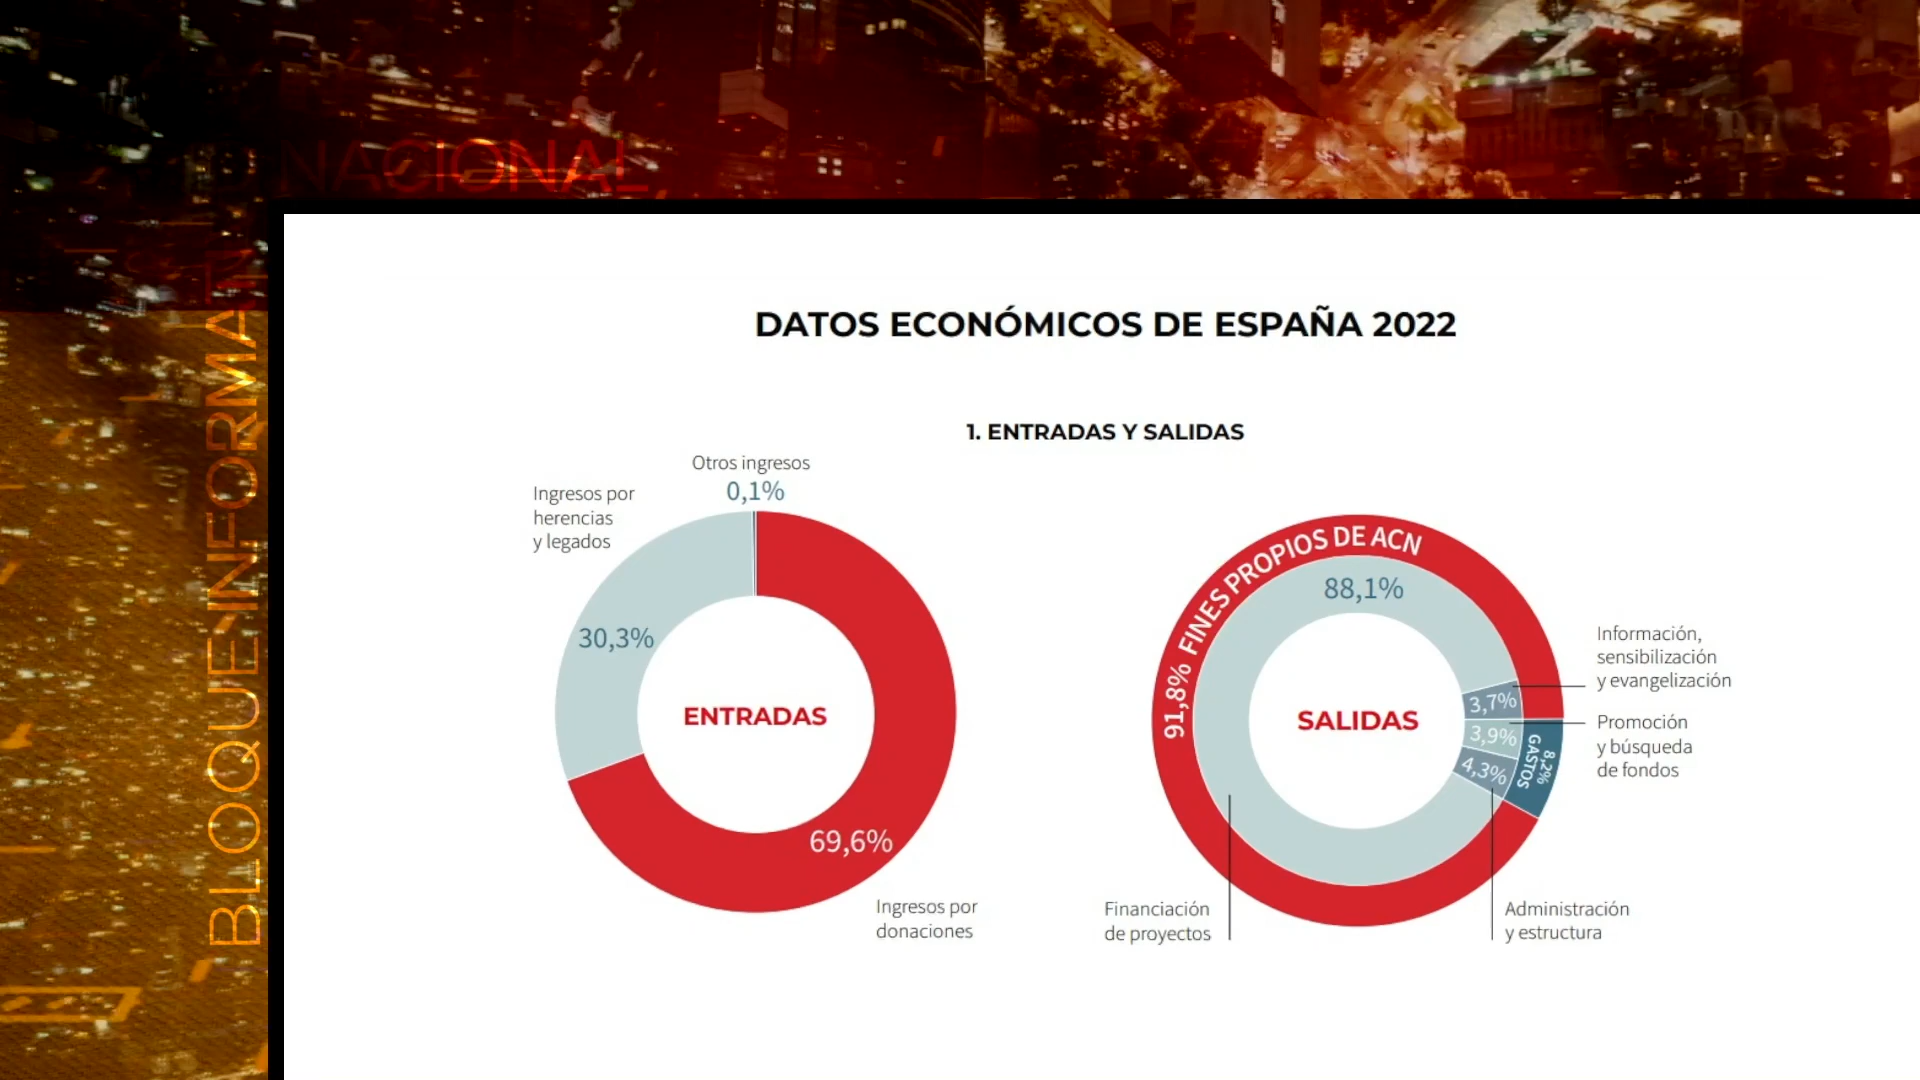 NACIONAL
BLOQUE INFORMAT
DATOS ECONÓMICOS DE ESPAÑA 2022
1. ENTRADAS Y SALIDAS
Otros ingresos
0,1%
Ingresos por
herencias
y legados
30,3%
ENTRADAS
69,6%
Ingresos por
donaciones
91,8% FINES PROPIOS DE ACN
88,1%
SALIDAS
3,7%
3,9%
4,3%
8,2%
GASTOS
Información,
sensibilización
y evangelización
Promoción
y búsqueda
de fondos
Financiación
de proyectos
Administración
y estructura